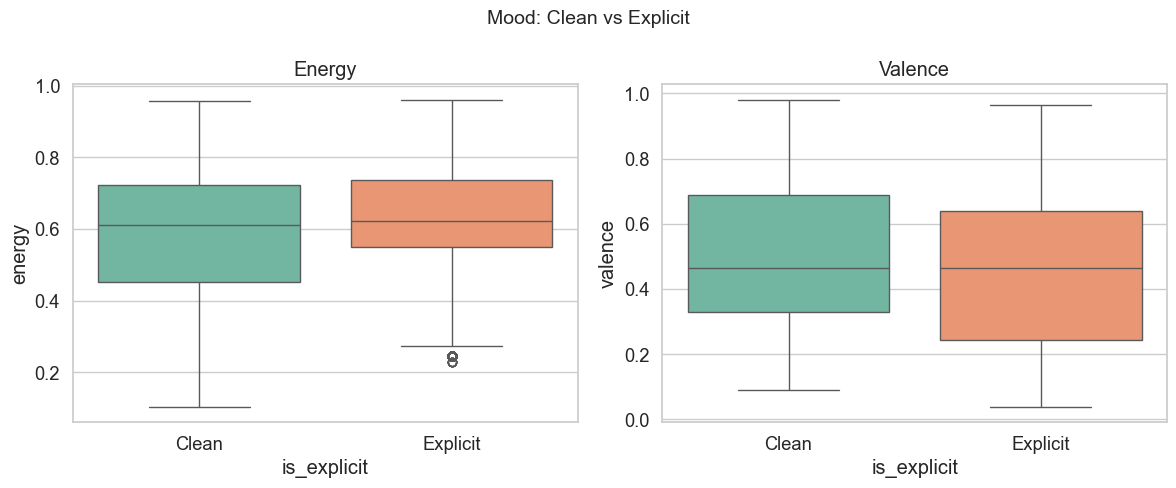 Mood: Clean vs Explicit
Energy
1.0
0.8
0.6
0.4
0.2
energy
Clean
Explicit
is_explicit
Valence
1.0
0.8
0.6
0.4
0.2
0.0
valence
Clean
Explicit
is_explicit